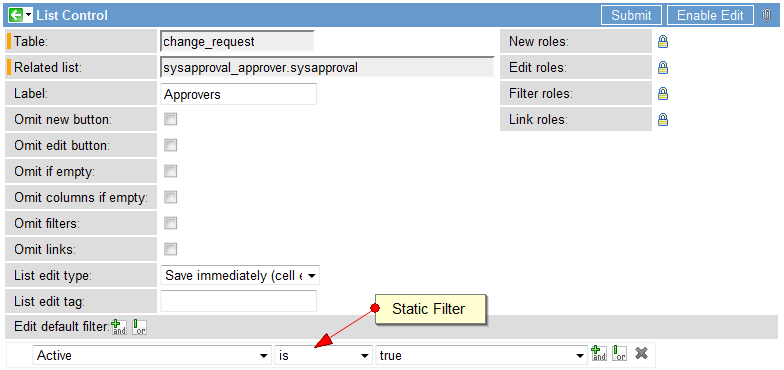 List Control Submit Enable Edit
Table: change_request New roles:
Related list: sysapproval_approver.sysapproval Edit roles:
Label: Approvers Filter roles:
Omit new button: Link roles:
Omit edit button:
Omit if empty:
Omit columns if empty:
Omit filters:
Omit links:
List edit type: Save immediately (cell e
List edit tag:
Static Filter
Edit default filter: and or
Active is true and or